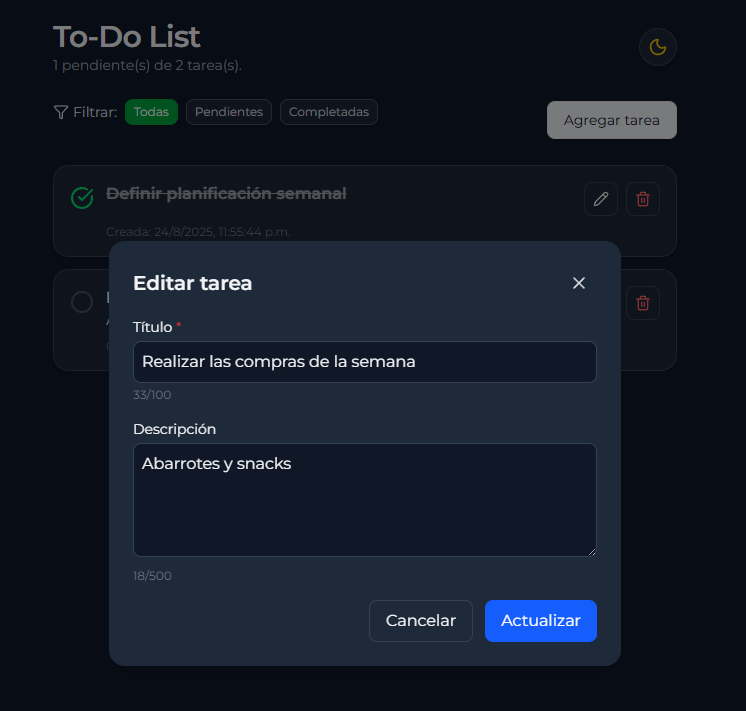 To-Do List
1 pendiente(s) de 2 tarea(s).
Filtrar: Todas Pendientes Completadas
Agregar tarea
Definir planificación semanal
Creada: 24/8/2025, 11:55:44 p.m.
Editar tarea
Título *
Realizar las compras de la semana
33/100
Descripción
Abarrotes y snacks
18/500
Cancelar Actualizar